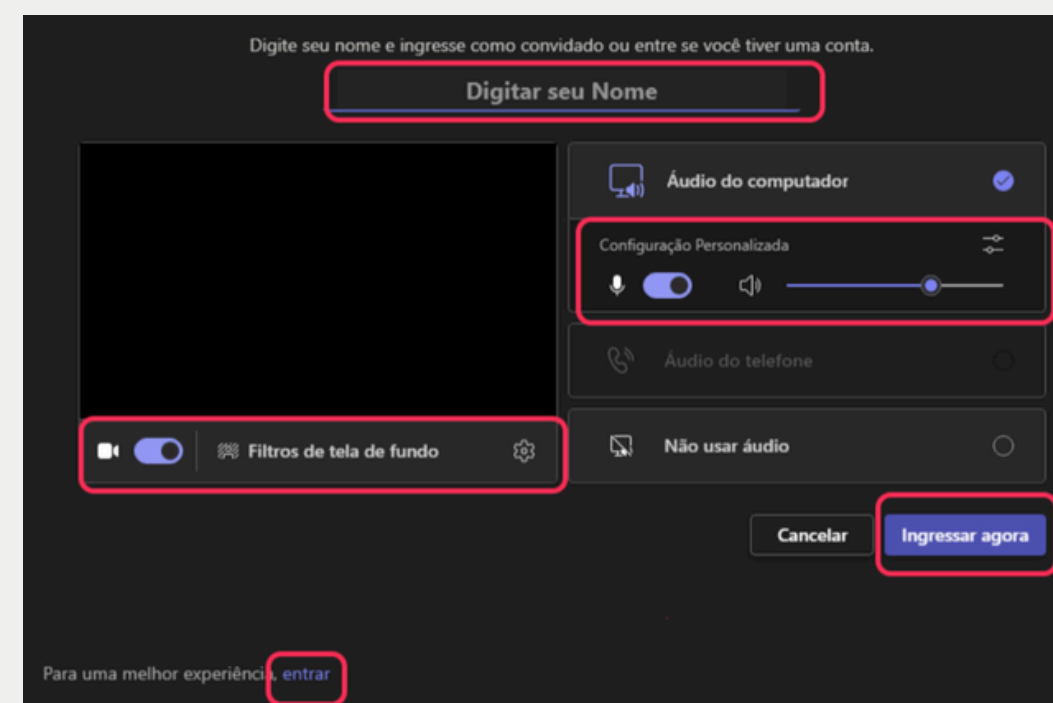 Digite seu nome e ingresse como convidado ou entre se você tiver uma conta.
Digitar seu Nome
Áudio do computador
Configuração Personalizada
Áudio do telefone
Filtros de tela de fundo
Não usar áudio
Cancelar
Ingressar agora
Para uma melhor experiência, entrar